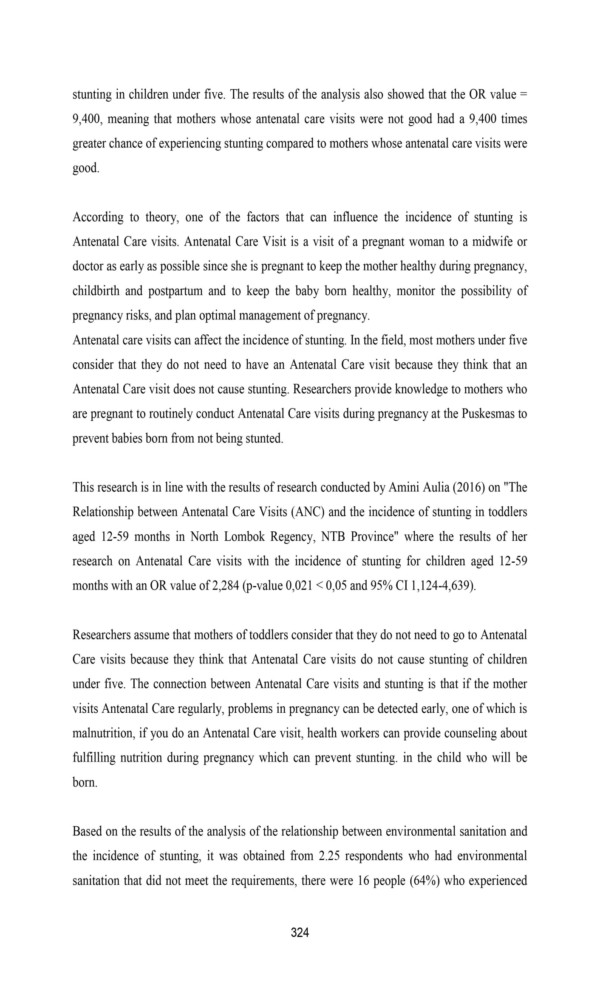 stunting in children under five. The results of the analysis also showed that the OR value =
9,400, meaning that mothers whose antenatal care visits were not good had a 9,400 times
greater chance of experiencing stunting compared to mothers whose antenatal care visits were
good.
According to theory, one of the factors that can influence the incidence of stunting is
Antenatal Care visits. Antenatal Care Visit is a visit of a pregnant woman to a midwife or
doctor as early as possible since she is pregnant to keep the mother healthy during pregnancy,
childbirth and postpartum and to keep the baby born healthy, monitor the possibility of
pregnancy risks, and plan optimal management of pregnancy.
Antenatal care visits can affect the incidence of stunting. In the field, most mothers under five
consider that they do not need to have an Antenatal Care visit because they think that an
Antenatal Care visit does not cause stunting. Researchers provide knowledge to mothers who
are pregnant to routinely conduct Antenatal Care visits during pregnancy at the Puskesmas to
prevent babies born from not being stunted.
This research is in line with the results of research conducted by Amini Aulia (2016) on "The
Relationship between Antenatal Care Visits (ANC) and the incidence of stunting in toddlers
aged 12-59 months in North Lombok Regency, NTB Province" where the results of her
research on Antenatal Care visits with the incidence of stunting for children aged 12-59
months with an OR value of 2,284 (p-value 0,021 < 0,05 and 95% CI 1,124-4,639).
Researchers assume that mothers of toddlers consider that they do not need to go to Antenatal
Care visits because they think that Antenatal Care visits do not cause stunting of children
under five. The connection between Antenatal Care visits and stunting is that if the mother
visits Antenatal Care regularly, problems in pregnancy can be detected early, one of which is
malnutrition, if you do an Antenatal Care visit, health workers can provide counseling about
fulfilling nutrition during pregnancy which can prevent stunting. in the child who will be
born.
Based on the results of the analysis of the relationship between environmental sanitation and
the incidence of stunting, it was obtained from 2.25 respondents who had environmental
sanitation that did not meet the requirements, there were 16 people (64%) who experienced
324